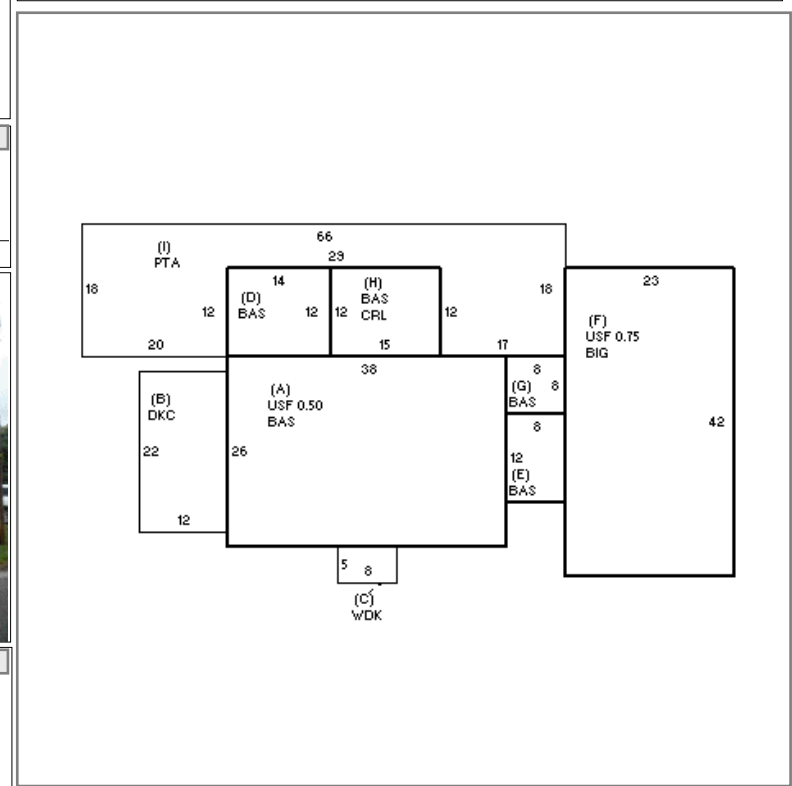 66
(I)
PTA
29
18
14
(H)
BAS
CRL
18
23
(D)
BAS
12
12
12
12
(F)
USF 0.75
BIG
20
15
17
38
8
(G)
8
BAS
(A)
USF 0.50
BAS
(B)
DKC
8
42
22
26
12
(E)
BAS
12
5
8
(C)
WDK